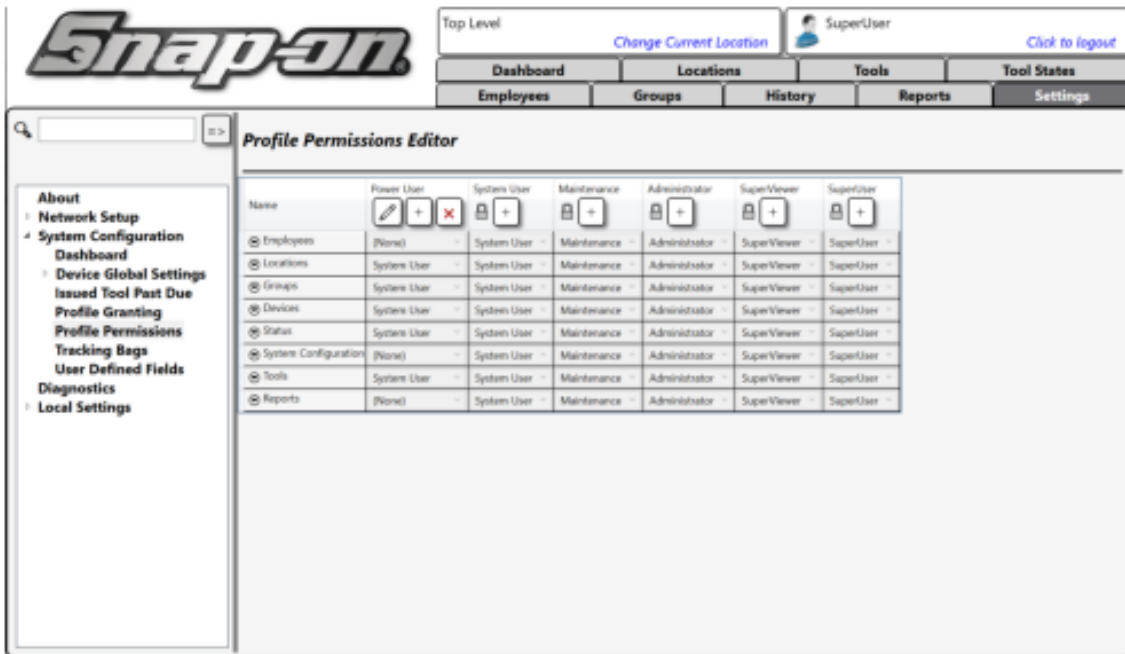 Snap-on
Top Level
Change Current Location
SuperUser
Click to logout
Dashboard Locations Tools Tool States
Employees Groups History Reports Settings
=>
Profile Permissions Editor
About
Network Setup
System Configuration
Dashboard
Device Global Settings
Issued Tool Past Due
Profile Granting
Profile Permissions
Tracking Bags
User Defined Fields
Diagnostics
Local Settings
Name Power User System User Maintenance Administrator SuperViewer SuperUser
Employees (None) System User Maintenance Administrator SuperViewer SuperUser
Locations System User System User Maintenance Administrator SuperViewer SuperUser
Groups System User System User Maintenance Administrator SuperViewer SuperUser
Devices System User System User Maintenance Administrator SuperViewer SuperUser
Status System User System User Maintenance Administrator SuperViewer SuperUser
System Configuration (None) System User Maintenance Administrator SuperViewer SuperUser
Tools System User System User Maintenance Administrator SuperViewer SuperUser
Reports (None) System User Maintenance Administrator SuperViewer SuperUser